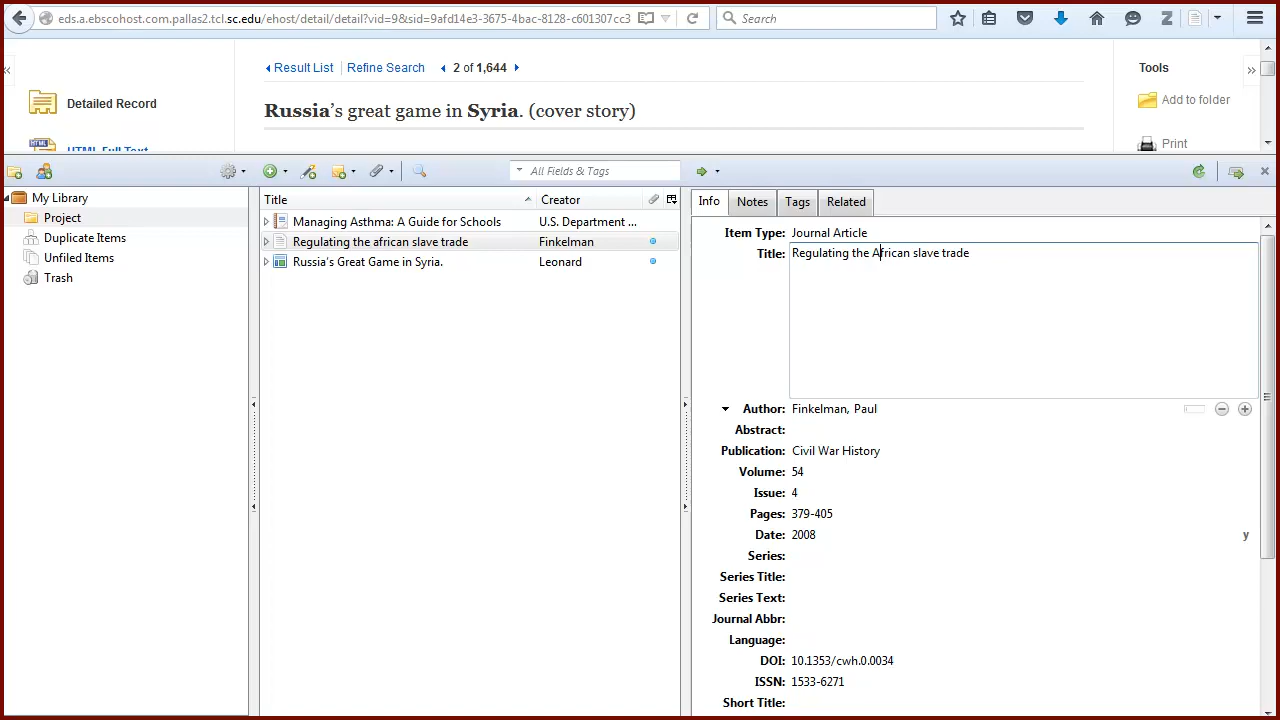 eds.a.ebscohost.com.pallas2.tcl.sc.edu/ehost/detail/detail?vid=9&sid=9afd14e3-3675-4bac-8128-c601307cc3
Search
Result List Refine Search 2 of 1,644
Tools
Detailed Record
Add to folder
Russia's great game in Syria. (cover story)
HTML Full Text
Print
All Fields & Tags
My Library
Project
Duplicate Items
Unfiled Items
Trash
Title Creator
Managing Asthma: A Guide for Schools U.S. Department ...
Regulating the african slave trade Finkelman
Russia's Great Game in Syria. Leonard
Info Notes Tags Related
Item Type: Journal Article
Title: Regulating the African slave trade
Author: Finkelman, Paul
Abstract:
Publication: Civil War History
Volume: 54
Issue: 4
Pages: 379-405
Date: 2008 y
Series:
Series Title:
Series Text:
Journal Abbr:
Language:
DOI: 10.1353/cwh.0.0034
ISSN: 1533-6271
Short Title: